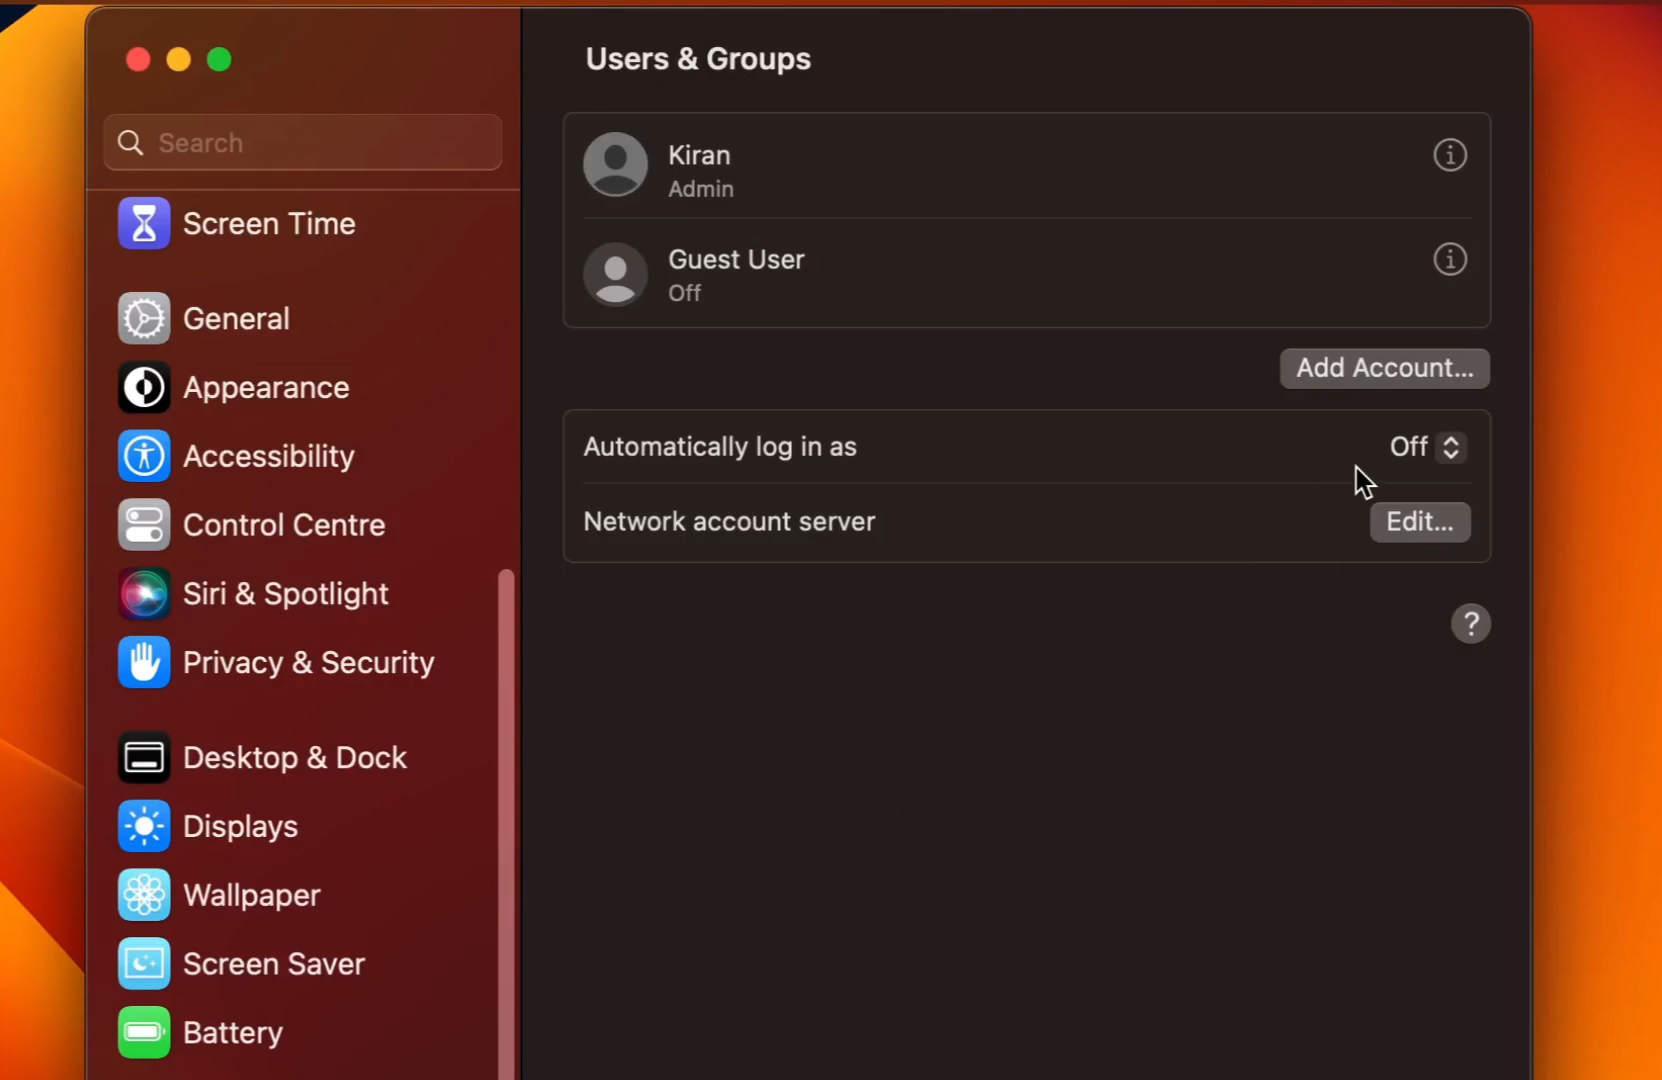 Search
Screen Time
General
Appearance
Accessibility
Control Centre
Siri & Spotlight
Privacy & Security
Desktop & Dock
Displays
Wallpaper
Screen Saver
Battery
Users & Groups
Kiran
Admin
Guest User
Off
Add Account...
Automatically log in as Off
Network account server Edit...
?